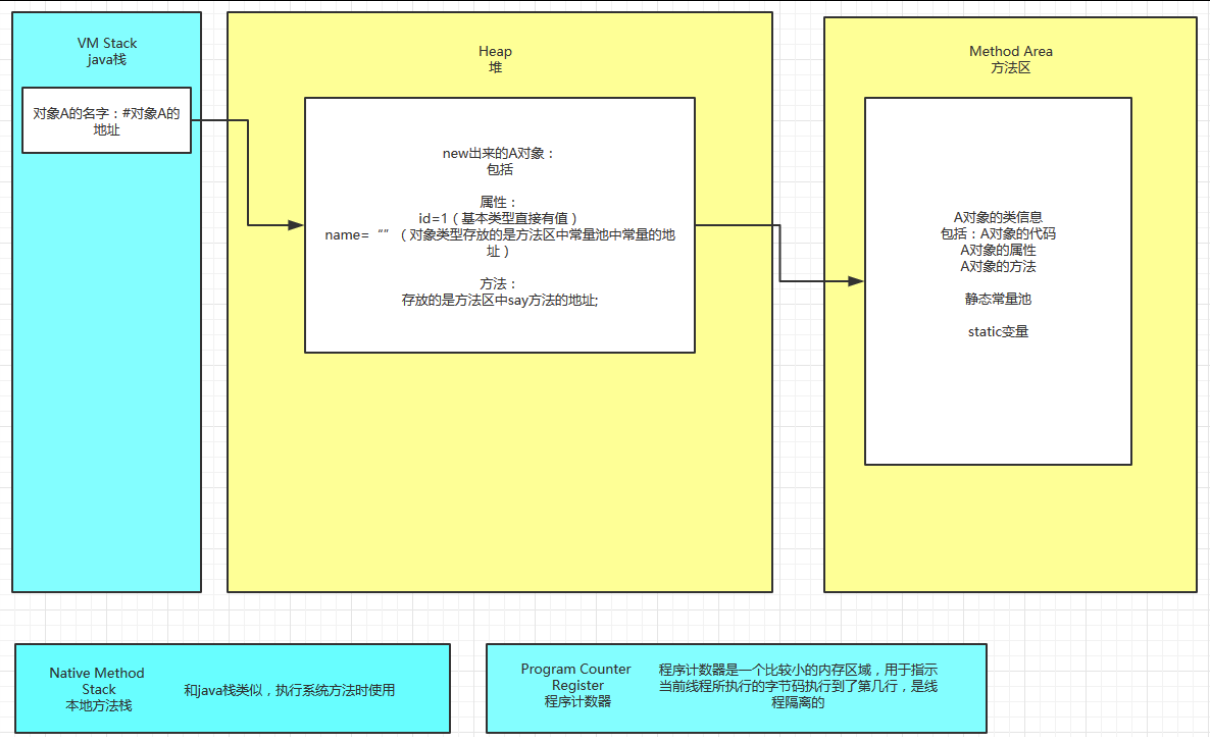 VM Stack
java栈
对象A的名字：#对象A的
地址
Heap
堆
new出来的A对象：
包括
属性：
id=1（基本类型直接有值）
name=“”（对象类型存放的是方法区中常量池中常量的地
址）
方法：
存放的是方法区中say方法的地址;
Method Area
方法区
A对象的类信息
包括：A对象的代码
A对象的属性
A对象的方法
静态常量池
static变量
Native Method
Stack
本地方法栈
和java栈类似，执行系统方法时使用
Program Counter
Register
程序计数器
程序计数器是一个比较小的内存区域，用于指示
当前线程所执行的字节码执行到了第几行，是线
程隔离的